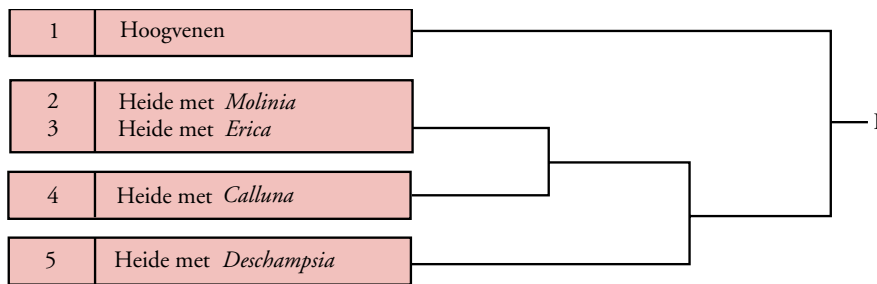 1 Hoogvenen
2 Heide met Molinia
3 Heide met Erica
4 Heide met Calluna
5 Heide met Deschampsia